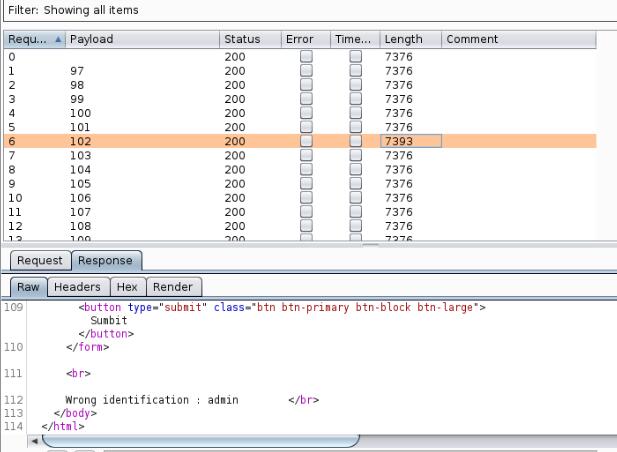 Filter: Showing all items
Requ... Payload Status Error Time... Length Comment
0 200 7376
1 97 200 7376
2 98 200 7376
3 99 200 7376
4 100 200 7376
5 101 200 7376
6 102 200 7393
7 103 200 7376
8 104 200 7376
9 105 200 7376
10 106 200 7376
11 107 200 7376
12 108 200 7376
13 109 200 7376
Request Response
Raw Headers Hex Render
109 <button type="submit" class="btn btn-primary btn-block btn-large">
Sumbit
</button>
110 </form>
111 <br>
112 Wrong identification : admin </br>
113 </body>
114 </html>